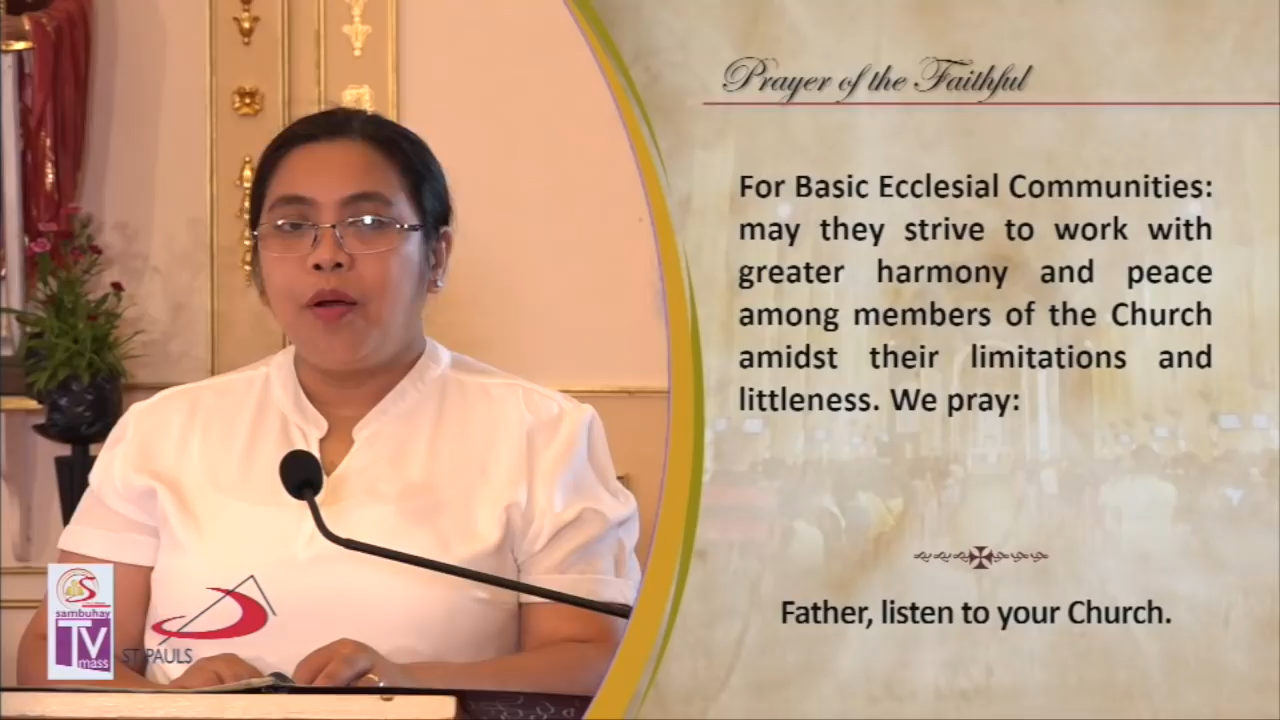 Prayer of the Faithful
For Basic Ecclesial Communities:
may they strive to work with
greater harmony and peace
among members of the Church
amidst their limitations and
littleness. We pray:
Father, listen to your Church.
sambuhay
TV
mass
ST PAULS